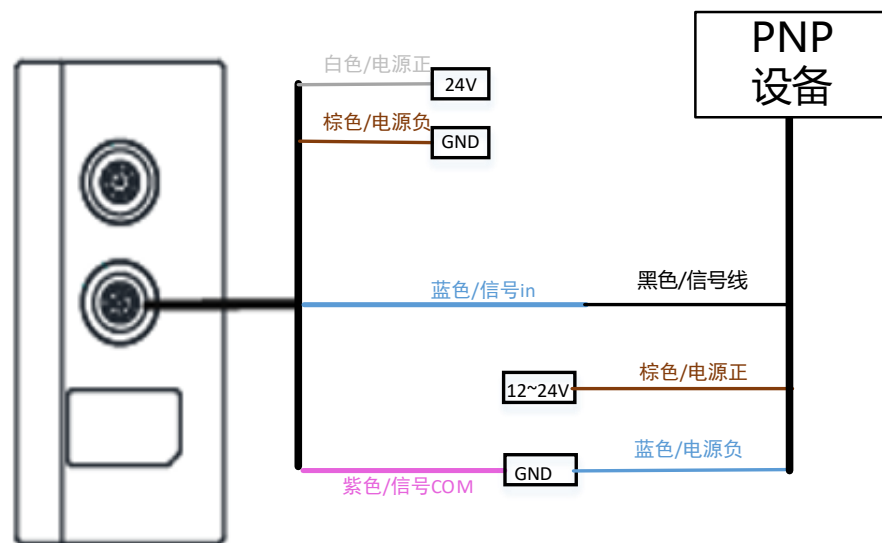 PNP
设备
白色/电源正
24V
棕色/电源负
GND
蓝色/信号in
黑色/信号线
12~24V
棕色/电源正
紫色/信号COM
GND
蓝色/电源负